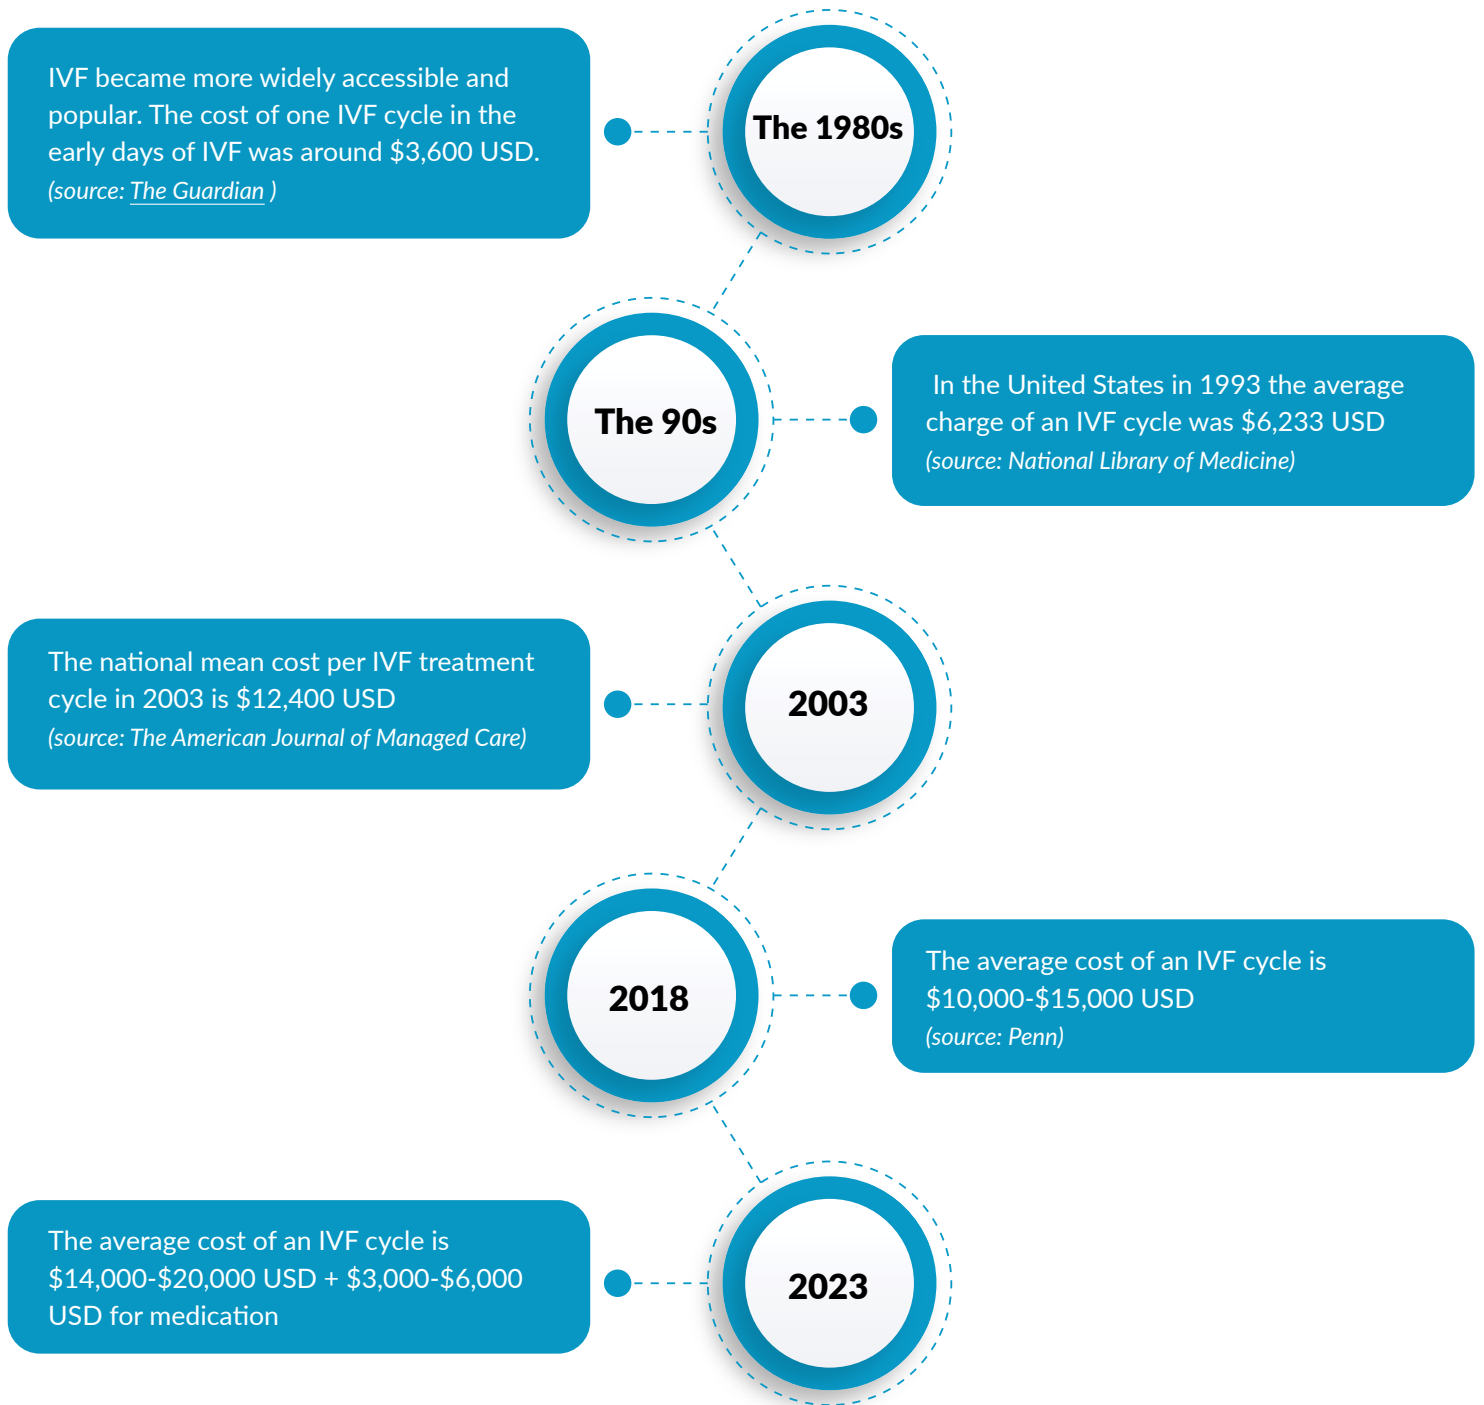 IVF became more widely accessible and
popular. The cost of one IVF cycle in the
early days of IVF was around $3,600 USD.
(source: The Guardian )
The 1980s
The 90s
In the United States in 1993 the average
charge of an IVF cycle was $6,233 USD
(source: National Library of Medicine)
The national mean cost per IVF treatment
cycle in 2003 is $12,400 USD
(source: The American Journal of Managed Care)
2003
2018
The average cost of an IVF cycle is
$10,000-$15,000 USD
(source: Penn)
The average cost of an IVF cycle is
$14,000-$20,000 USD + $3,000-$6,000
USD for medication
2023